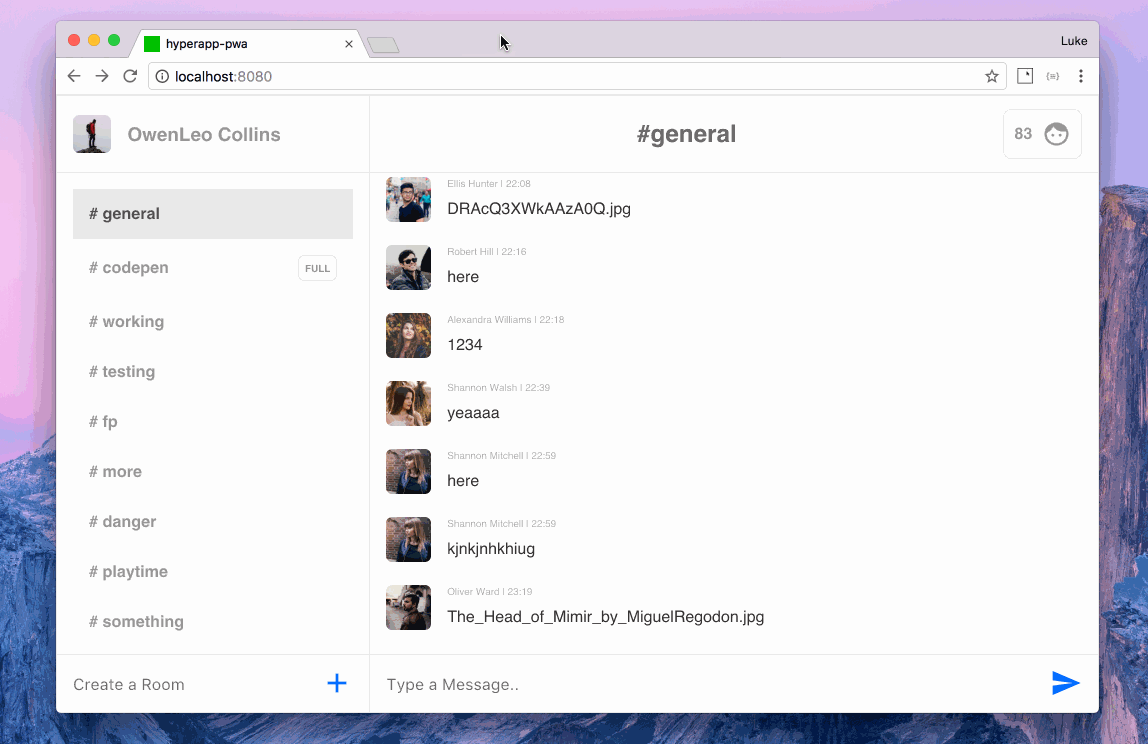 hyperapp-pwa
Luke
localhost:8080
OwenLeo Collins
#general
83
# general
# codepen
FULL
# working
# testing
# fp
# more
# danger
# playtime
# something
Create a Room
Ellis Hunter | 22:08
DRAcQ3XWkAAzA0Q.jpg
Robert Hill | 22:16
here
Alexandra Williams | 22:18
1234
Shannon Walsh | 22:39
yeaaaa
Shannon Mitchell | 22:59
here
Shannon Mitchell | 22:59
kjnkjnhkhiug
Oliver Ward | 23:19
The_Head_of_Mimir_by_MiguelRegodon.jpg
Type a Message..